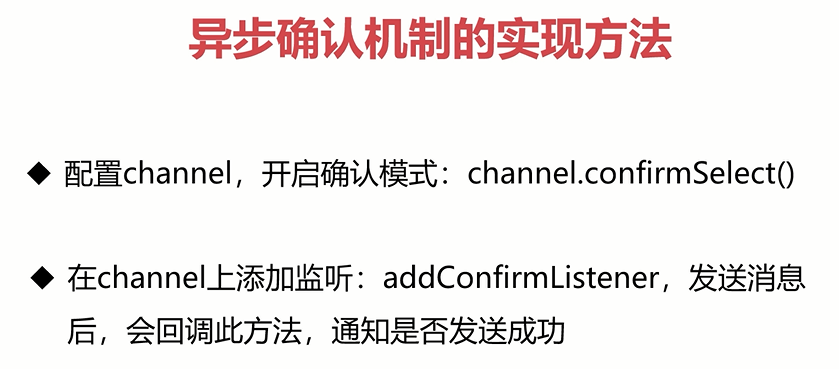 异步确认机制的实现方法
◆ 配置channel，开启确认模式：channel.confirmSelect()
◆ 在channel上添加监听：addConfirmListener，发送消息
后，会回调此方法，通知是否发送成功